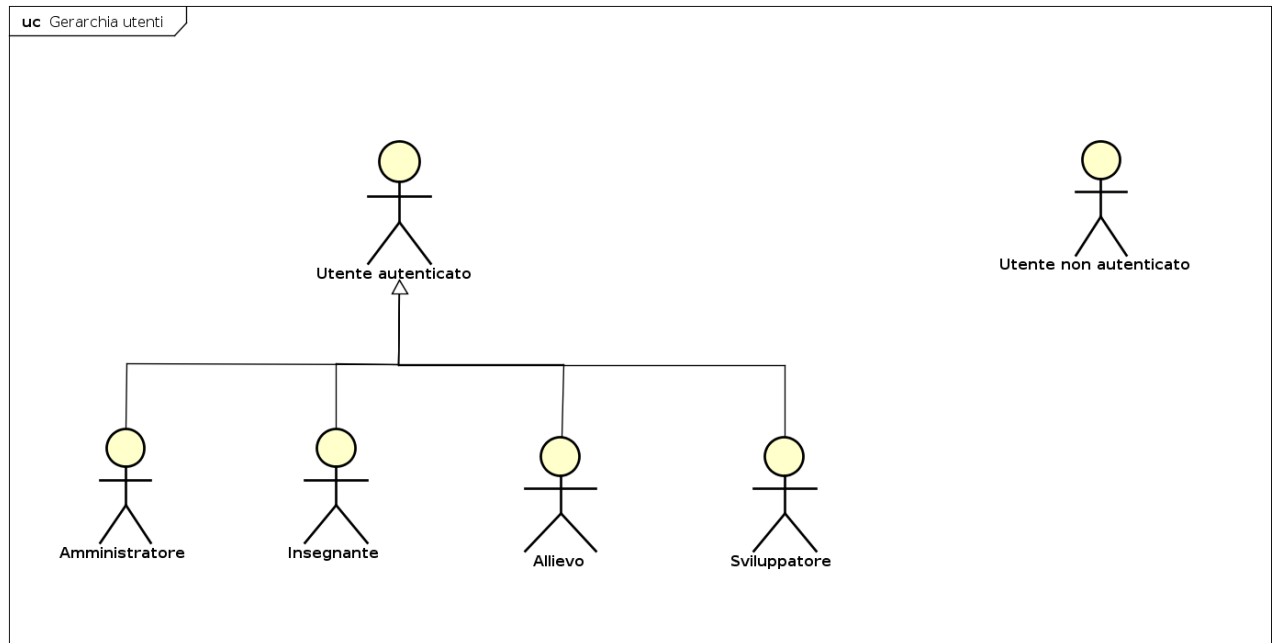 uc Gerarchia utenti
Utente autenticato
Utente non autenticato
Amministratore
Insegnante
Allievo
Sviluppatore